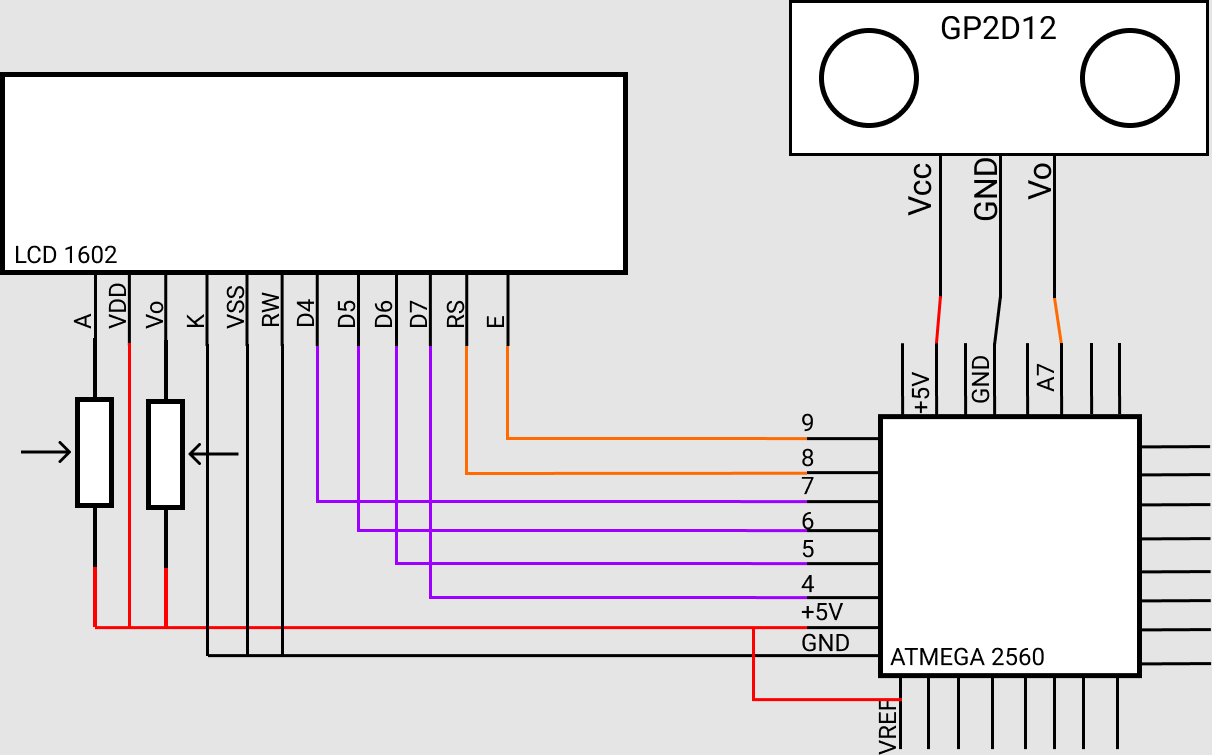 GP2D12
Vcc
GND
Vo
LCD 1602
A
VDD
Vo
K
VSS
RW
D4
D5
D6
D7
RS
E
+5V
GND
A7
9
8
7
6
5
4
+5V
GND
ATMEGA 2560
VREF